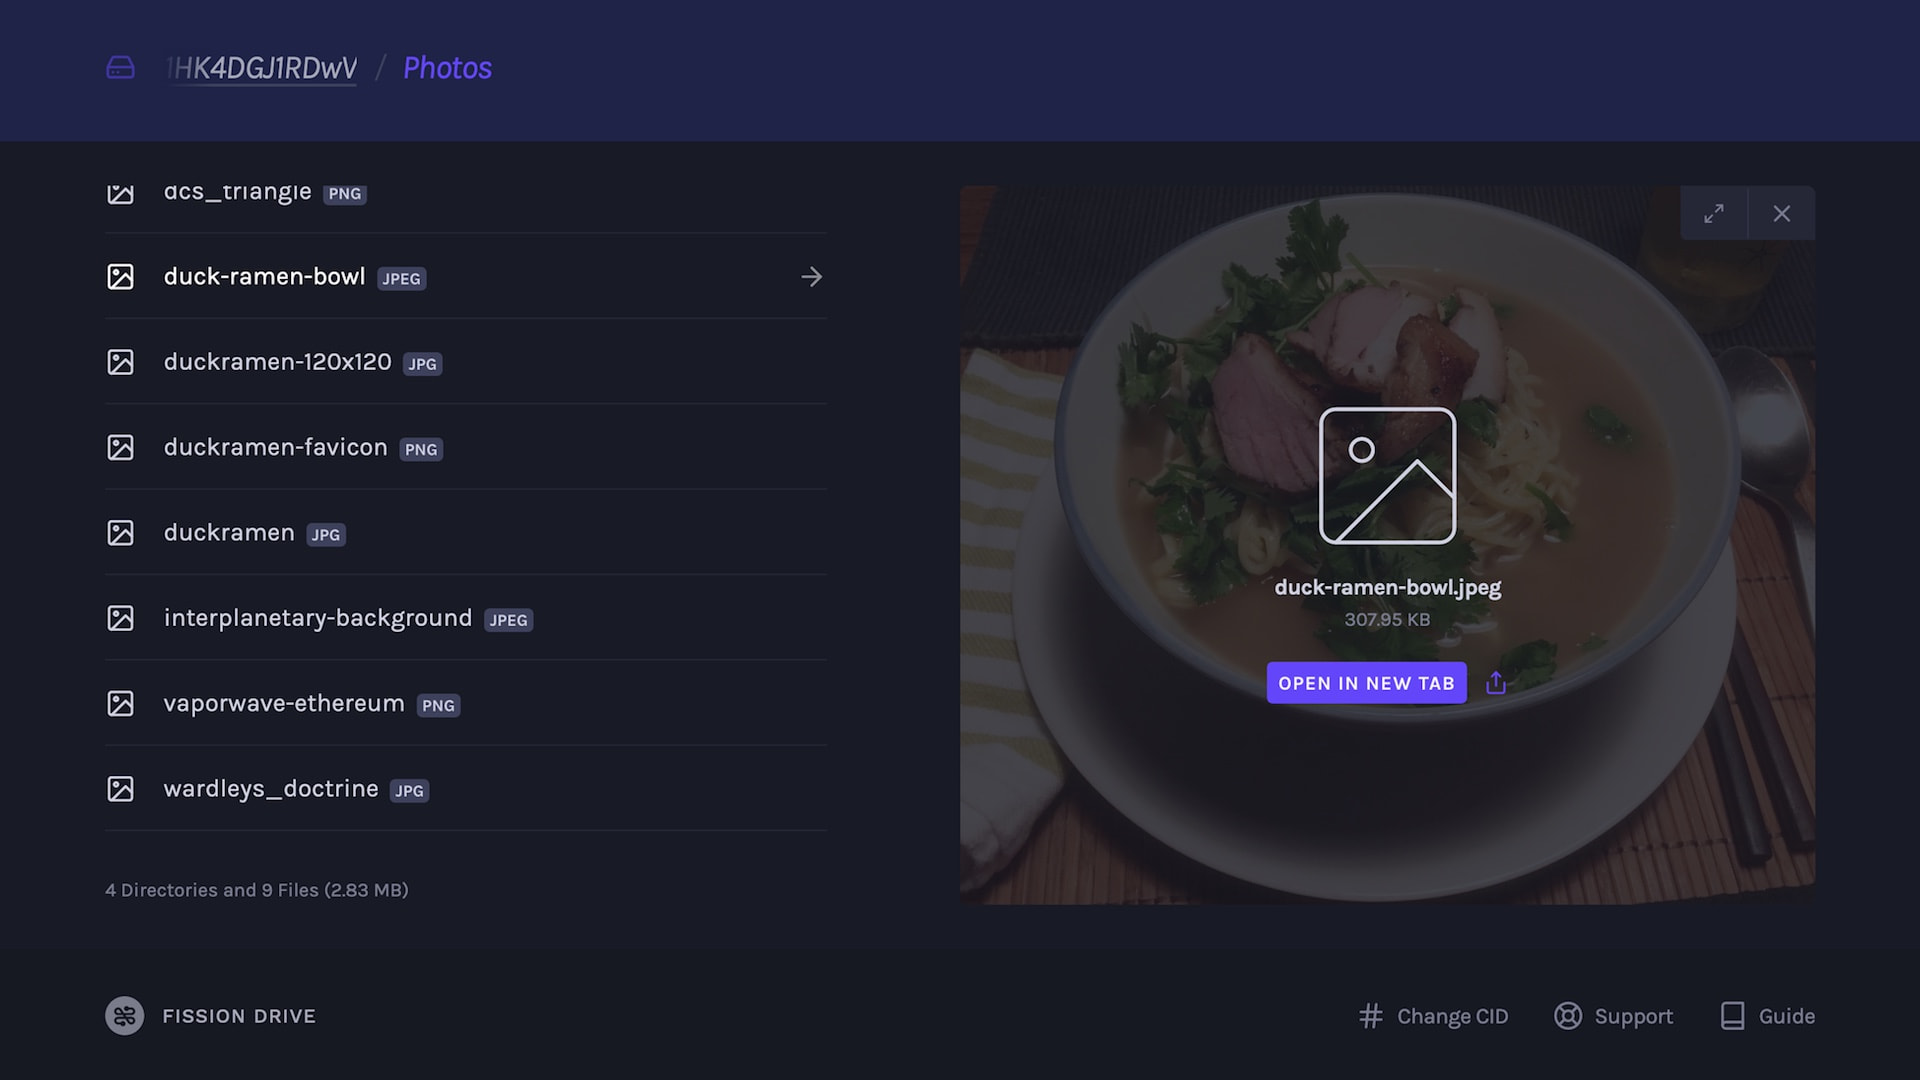 1HK4DGJ1RDwV / Photos
dcs_triangle PNG
duck-ramen-bowl JPEG
duckramen-120x120 JPG
duckramen-favicon PNG
duckramen JPG
interplanetary-background JPEG
vaporwave-ethereum PNG
wardleys_doctrine JPG
4 Directories and 9 Files (2.83 MB)
duck-ramen-bowl.jpeg
307.95 KB
OPEN IN NEW TAB
FISSION DRIVE
Change CID
Support
Guide